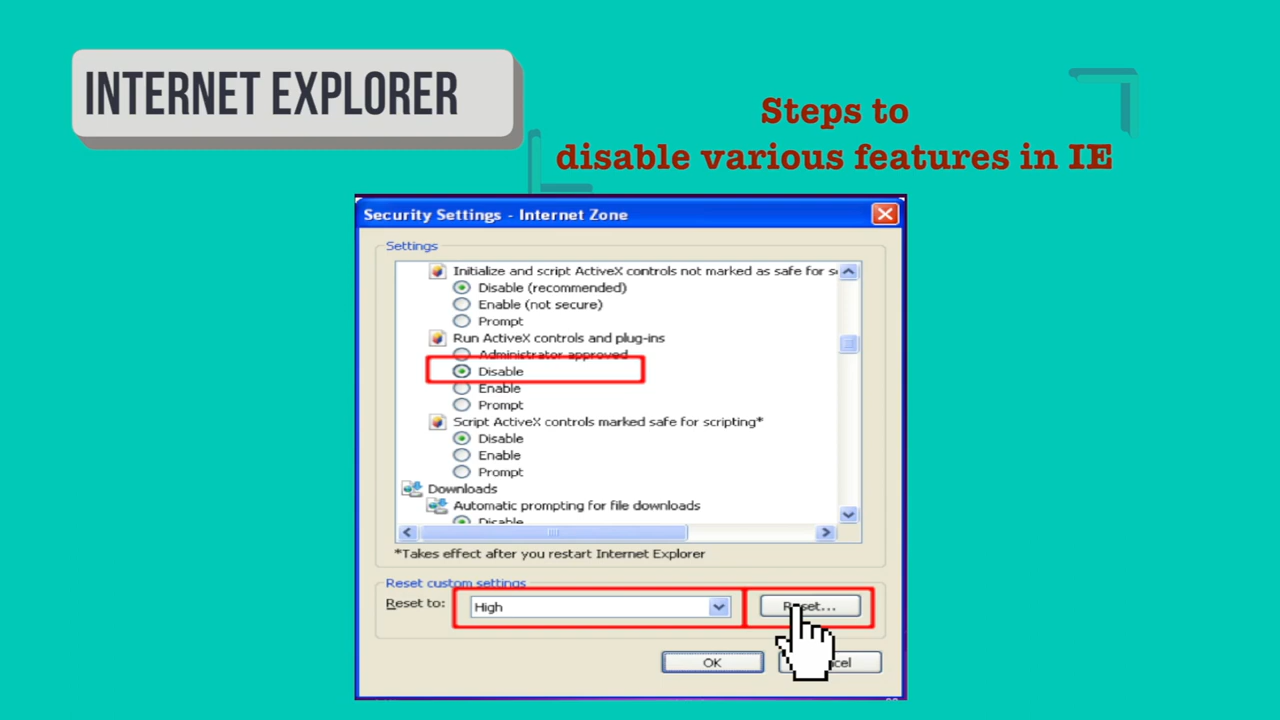 INTERNET EXPLORER
Steps to
disable various features in IE
Security Settings - Internet Zone
Settings
Initialize and script ActiveX controls not marked as safe for s
Disable (recommended)
Enable (not secure)
Prompt
Run ActiveX controls and plug-ins
Administrator approved
Disable
Enable
Prompt
Script ActiveX controls marked safe for scripting*
Disable
Enable
Prompt
Downloads
Automatic prompting for file downloads
Disable
*Takes effect after you restart Internet Explorer
Reset custom settings
Reset to: High Reset...
OK